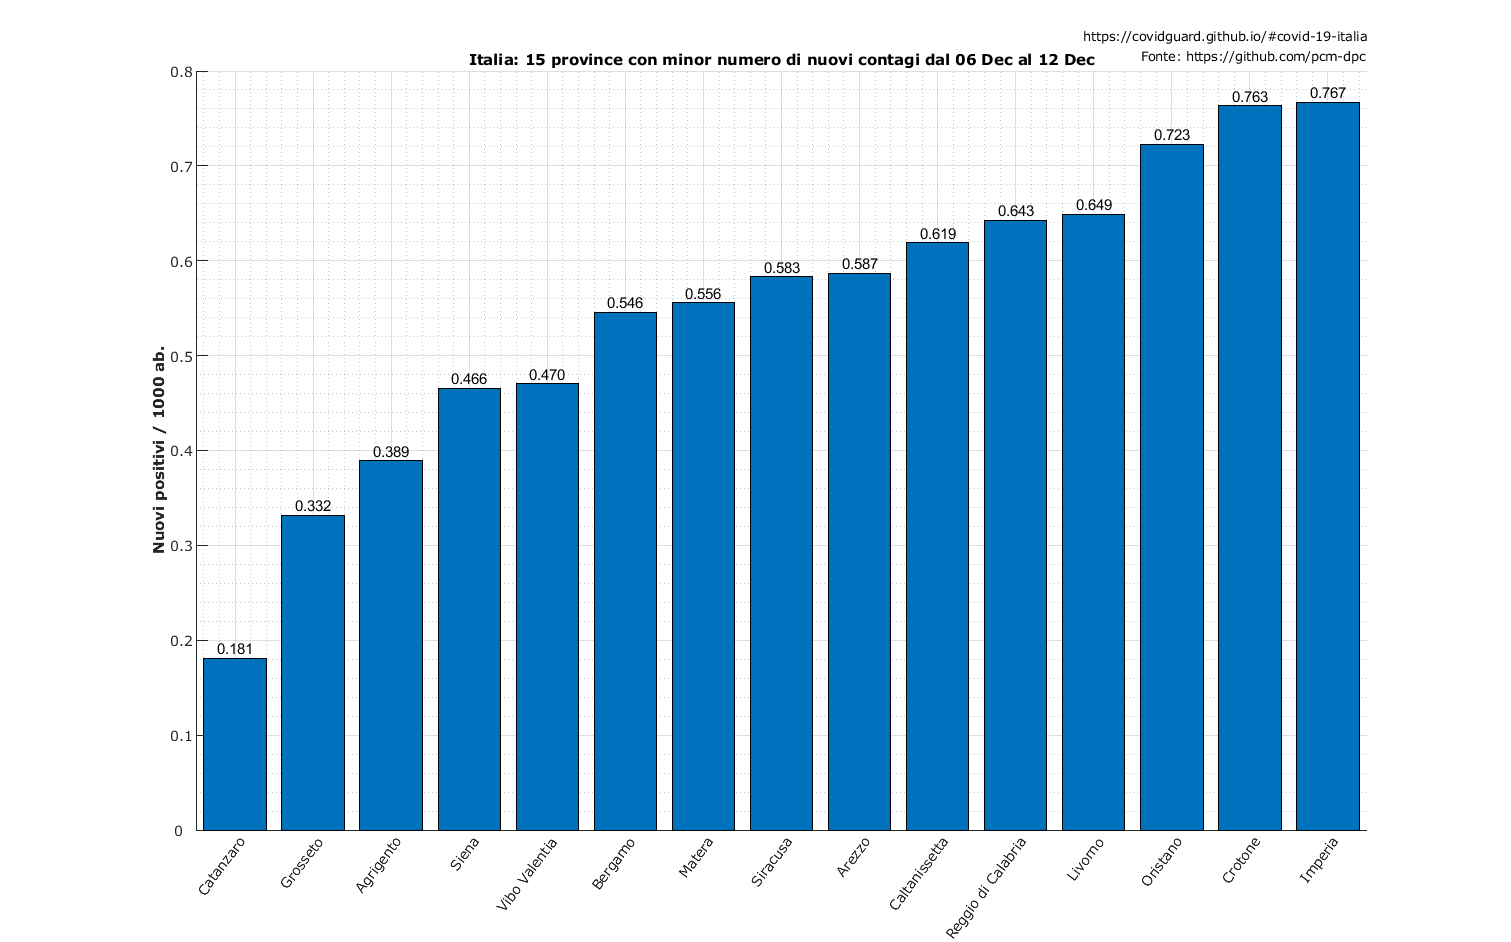 https://covidguard.github.io/#covid-19-italia
Fonte: https://github.com/pcm-dpc
Italia: 15 province con minor numero di nuovi contagi dal 06 Dec al 12 Dec
Nuovi positivi / 1000 ab.
0.8
0.7
0.6
0.5
0.4
0.3
0.2
0.1
0
0.181
0.332
0.389
0.466
0.470
0.546
0.556
0.583
0.587
0.619
0.643
0.649
0.723
0.763
0.767
Catanzaro
Grosseto
Agrigento
Siena
Vibo Valentia
Bergamo
Matera
Siracusa
Arezzo
Caltanissetta
Reggio di Calabria
Livorno
Oristano
Crotone
Imperia